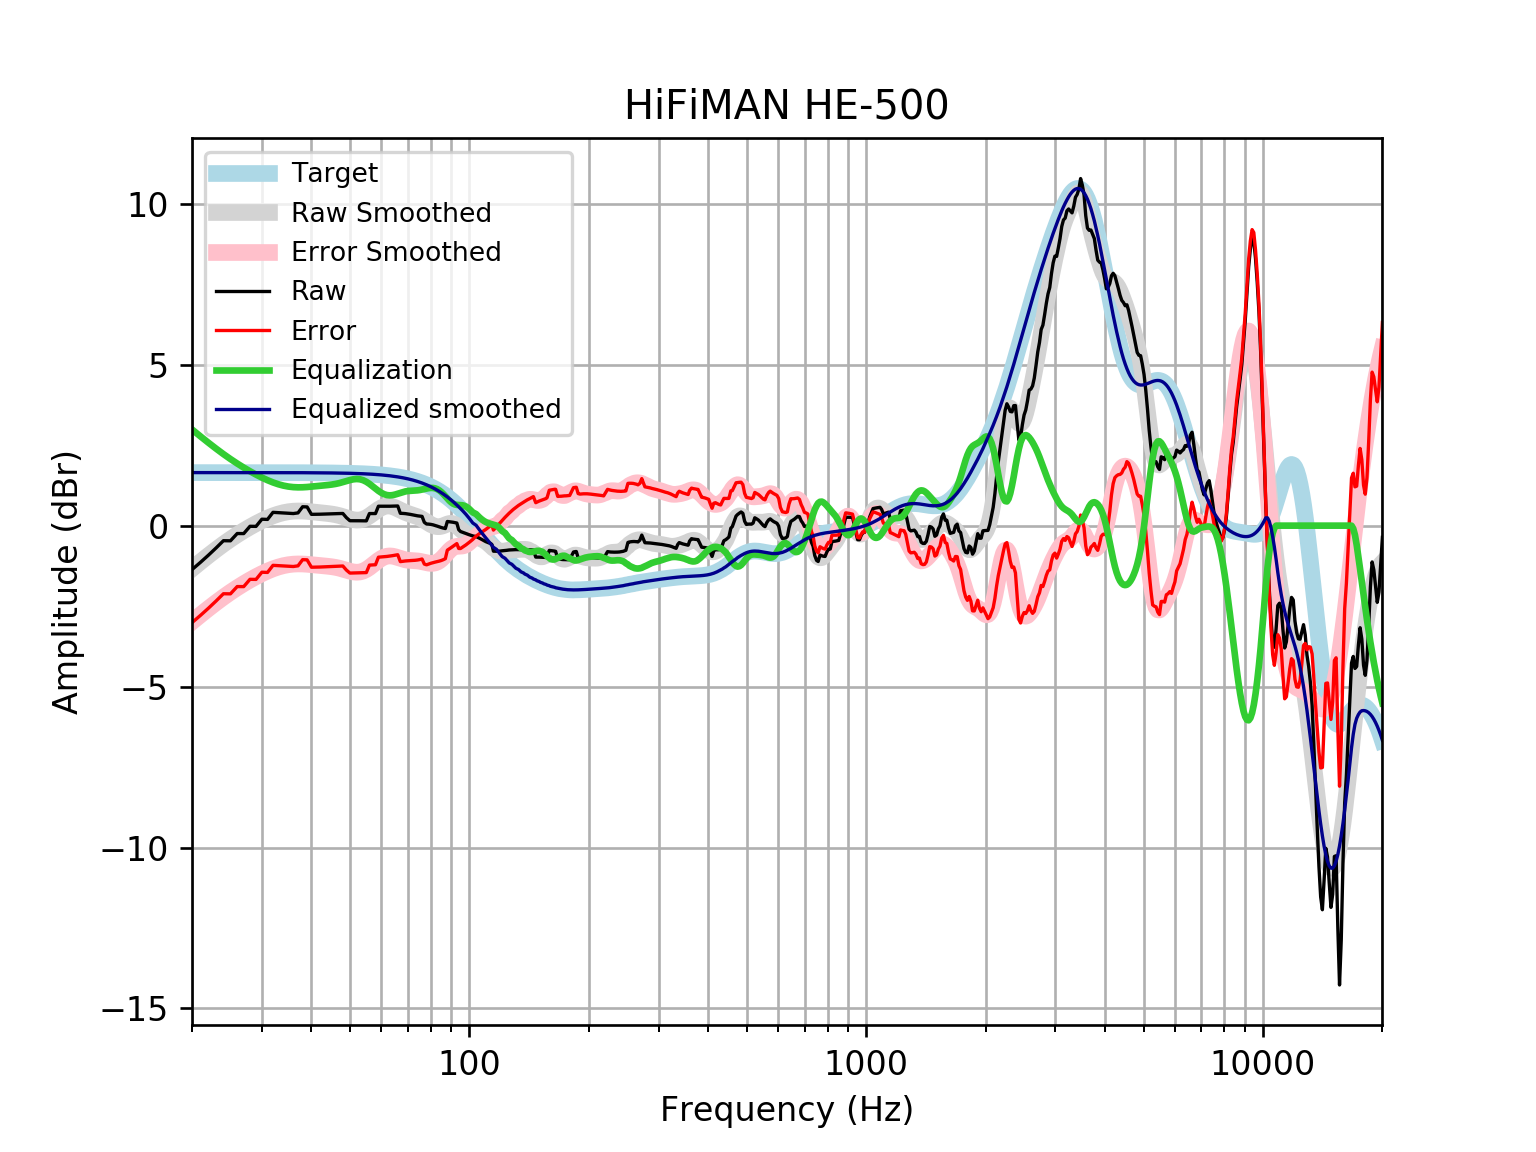 HiFiMAN HE-500
Target
Raw Smoothed
Error Smoothed
Raw
Error
Equalization
Equalized smoothed
Amplitude (dBr)
10
5
0
−5
−10
−15
100 1000 10000
Frequency (Hz)